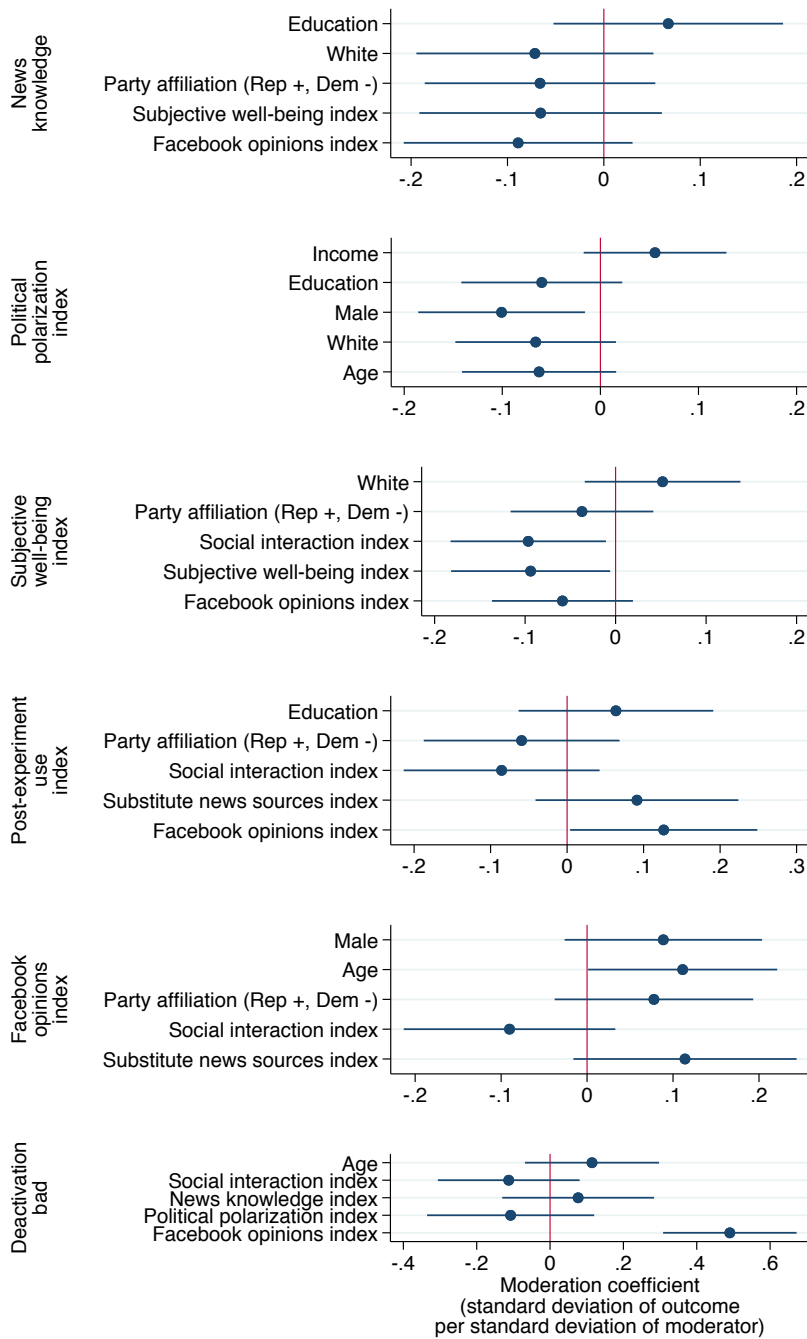 News
knowledge
Education
White
Party affiliation (Rep +, Dem -)
Subjective well-being index
Facebook opinions index
-.2 -.1 0 .1 .2
Political
polarization
index
Income
Education
Male
White
Age
-.2 -.1 0 .1 .2
Subjective
well-being
index
White
Party affiliation (Rep +, Dem -)
Social interaction index
Subjective well-being index
Facebook opinions index
-.2 -.1 0 .1 .2
Post-experiment
use
index
Education
Party affiliation (Rep +, Dem -)
Social interaction index
Substitute news sources index
Facebook opinions index
-.2 -.1 0 .1 .2 .3
Facebook
opinions
index
Male
Age
Party affiliation (Rep +, Dem -)
Social interaction index
Substitute news sources index
-.2 -.1 0 .1 .2
Deactivation
bad
Age
Social interaction index
News knowledge index
Political polarization index
Facebook opinions index
-.4 -.2 0 .2 .4 .6
Moderation coefficient
(standard deviation of outcome
per standard deviation of moderator)